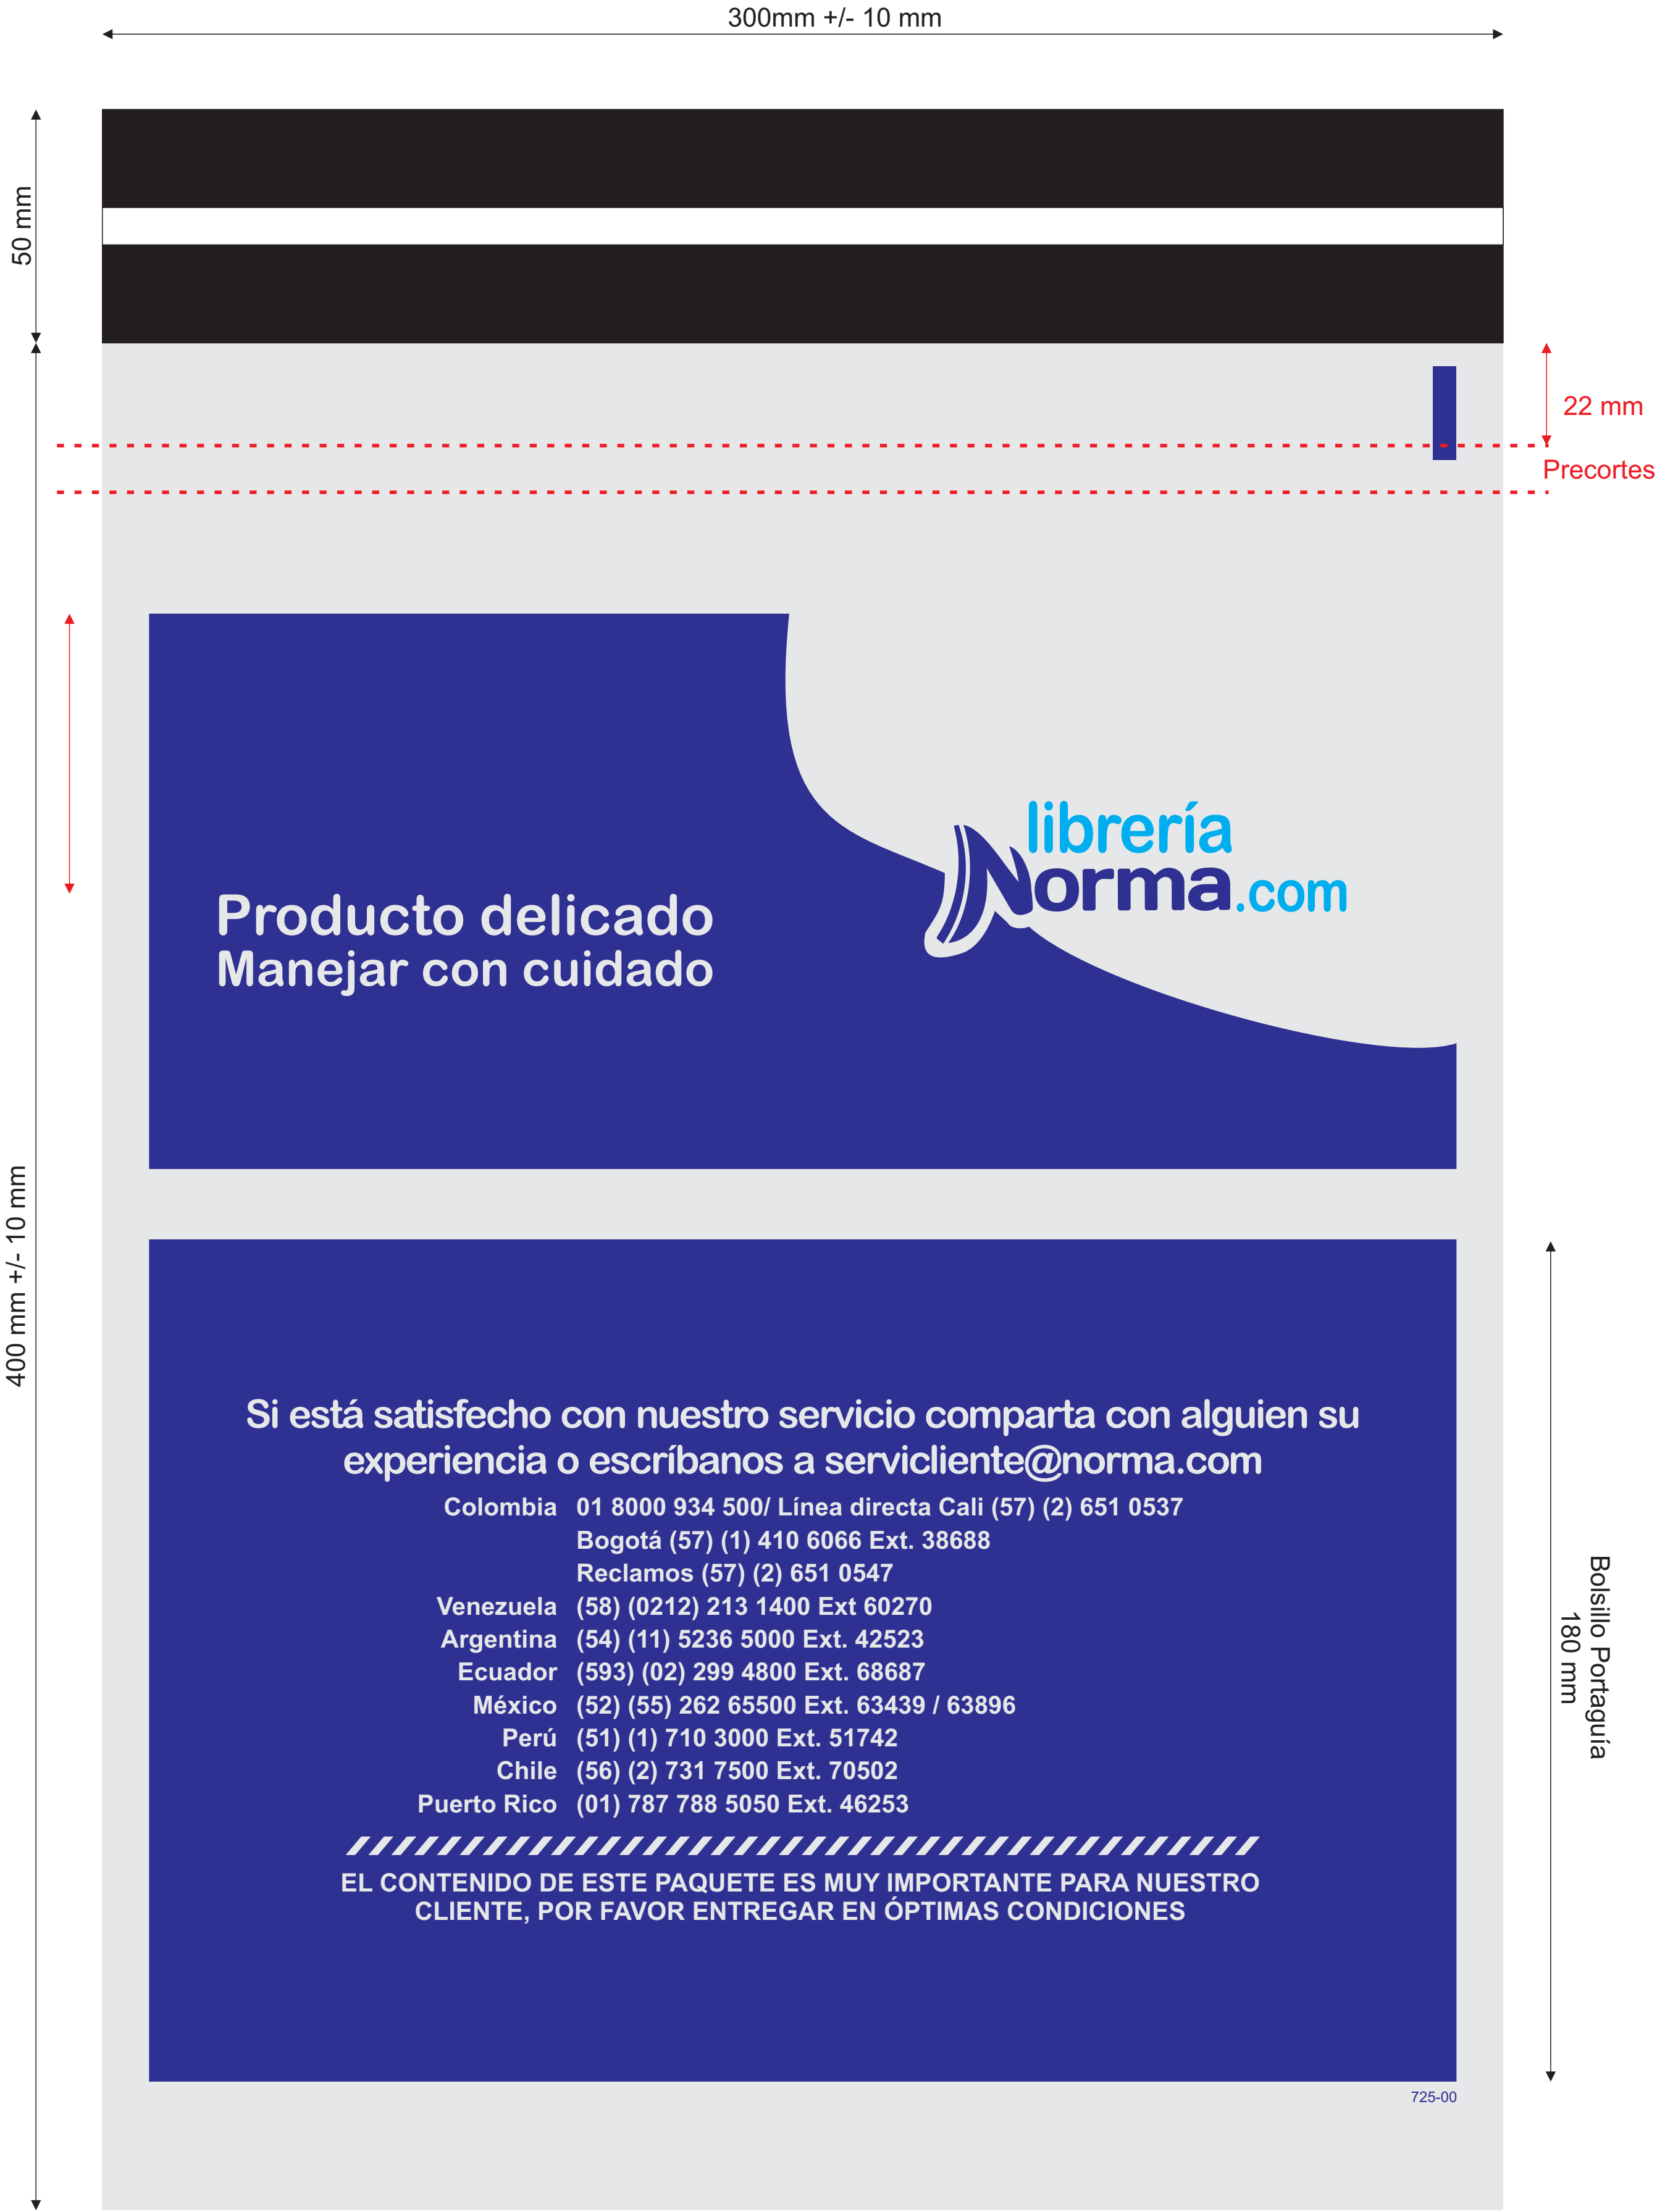 300mm +/- 10 mm
50 mm
22 mm
Precortes
librería
Norma.com
Producto delicado
Manejar con cuidado
400 mm +/- 10 mm
Si está satisfecho con nuestro servicio comparta con alguien su
experiencia o escríbanos a servicliente@norma.com
Colombia 01 8000 934 500/ Línea directa Cali (57) (2) 651 0537
Bogotá (57) (1) 410 6066 Ext. 38688
Reclamos (57) (2) 651 0547
Venezuela (58) (0212) 213 1400 Ext 60270
Argentina (54) (11) 5236 5000 Ext. 42523
Ecuador (593) (02) 299 4800 Ext. 68687
México (52) (55) 262 65500 Ext. 63439 / 63896
Perú (51) (1) 710 3000 Ext. 51742
Chile (56) (2) 731 7500 Ext. 70502
Puerto Rico (01) 787 788 5050 Ext. 46253
EL CONTENIDO DE ESTE PAQUETE ES MUY IMPORTANTE PARA NUESTRO
CLIENTE, POR FAVOR ENTREGAR EN ÓPTIMAS CONDICIONES
Bolsillo Portaguía
180 mm
725-00